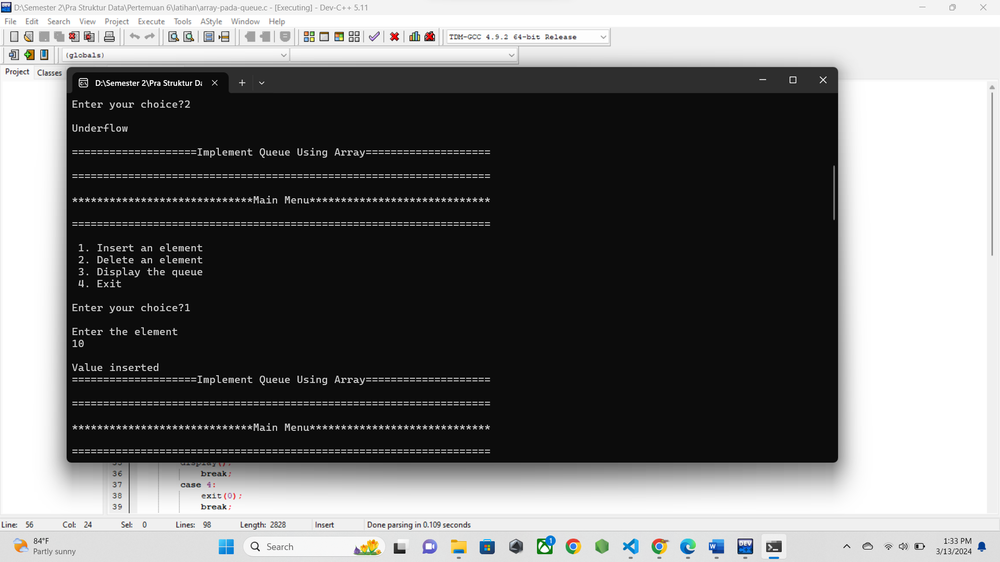 D:\Semester 2\Pra Struktur Data\Pertemuan 6\latihan\array-pada-queue.c - [Executing] - Dev-C++ 5.11
File Edit Search View Project Execute Tools AStyle Window Help
TDM-GCC 4.9.2 64-bit Release
(globals)
Project Classes
D:\Semester 2\Pra Struktur Da
Enter your choice?2
Underflow
====================Implement Queue Using Array====================
===================================================================
*****************************Main Menu*****************************
===================================================================
1. Insert an element
2. Delete an element
3. Display the queue
4. Exit
Enter your choice?1
Enter the element
10
Value inserted
====================Implement Queue Using Array====================
===================================================================
*****************************Main Menu*****************************
===================================================================
35 display();
36 break;
37 case 4:
38 exit(0);
39 break;
Line: 56 Col: 24 Sel: 0 Lines: 98 Length: 2828 Insert Done parsing in 0.109 seconds
84°F
Partly sunny
Search
1
DEV C++
1:33 PM
3/13/2024